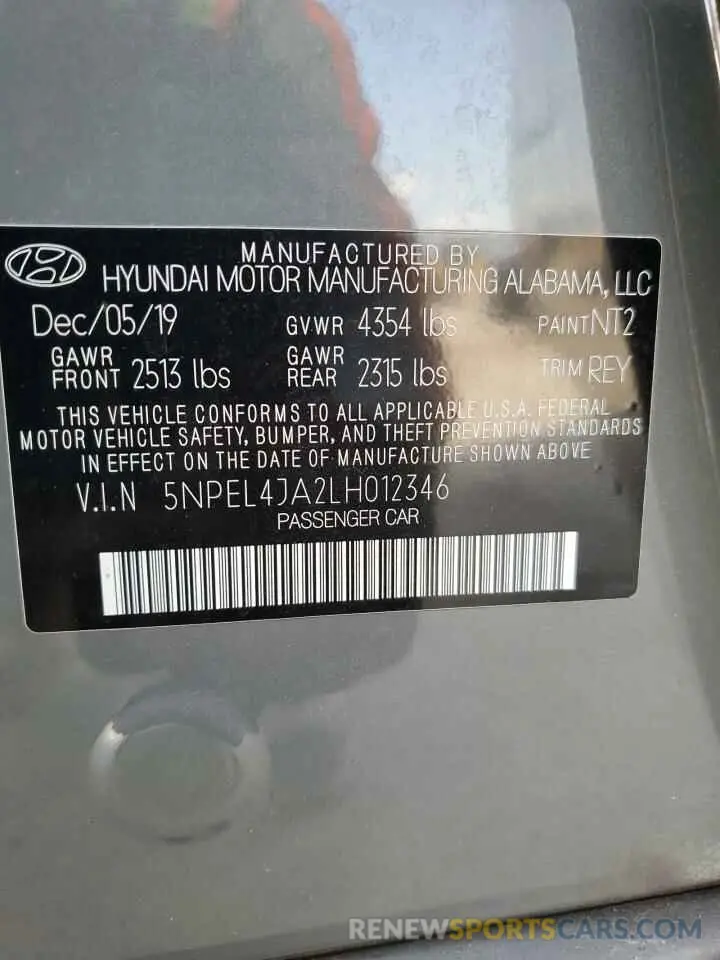 MANUFACTURED BY
HYUNDAI MOTOR MANUFACTURING ALABAMA, LLC
Dec/05/19 GVWR 4354 lbs PAINT NT2
GAWR FRONT 2513 lbs GAWR REAR 2315 lbs TRIM REY
THIS VEHICLE CONFORMS TO ALL APPLICABLE U.S.A. FEDERAL
MOTOR VEHICLE SAFETY, BUMPER, AND THEFT PREVENTION STANDARDS
IN EFFECT ON THE DATE OF MANUFACTURE SHOWN ABOVE
V.I.N 5NPEL4JA2LH012346
PASSENGER CAR
RENEWSPORTSCARS.COM